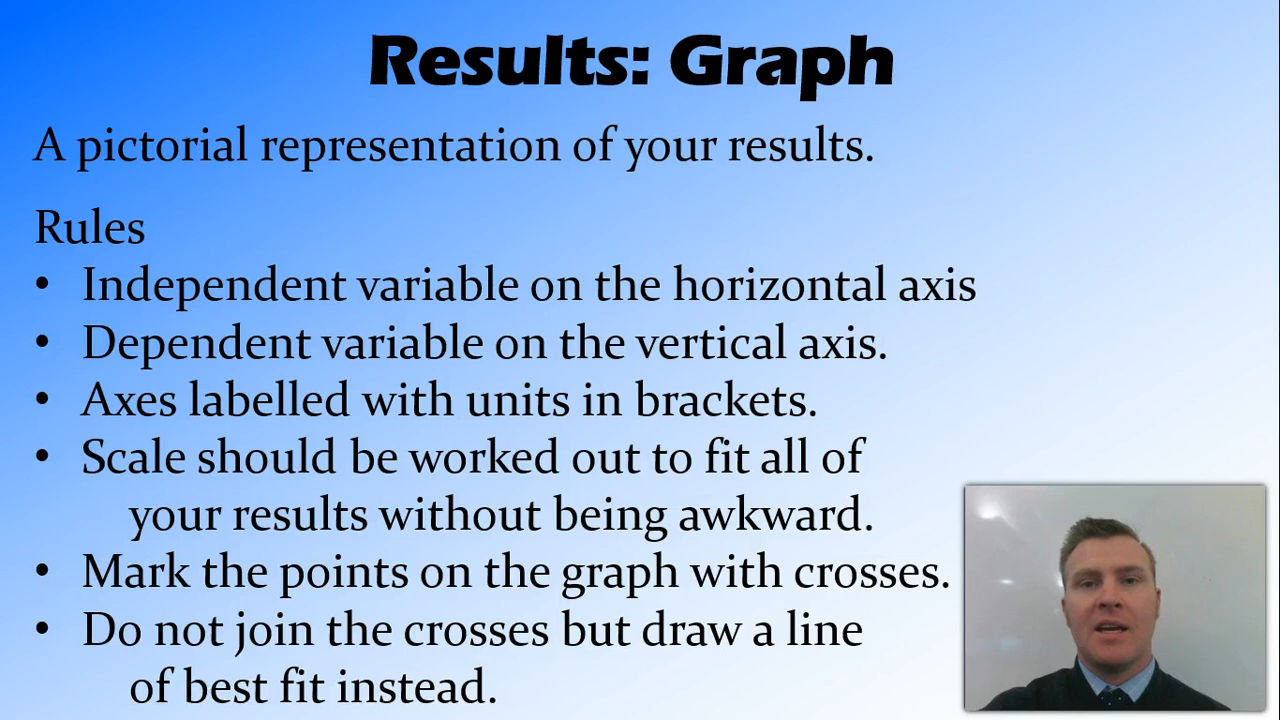 Results: Graph
A pictorial representation of your results.
Rules
• Independent variable on the horizontal axis
• Dependent variable on the vertical axis.
• Axes labelled with units in brackets.
• Scale should be worked out to fit all of
your results without being awkward.
• Mark the points on the graph with crosses.
• Do not join the crosses but draw a line
of best fit instead.